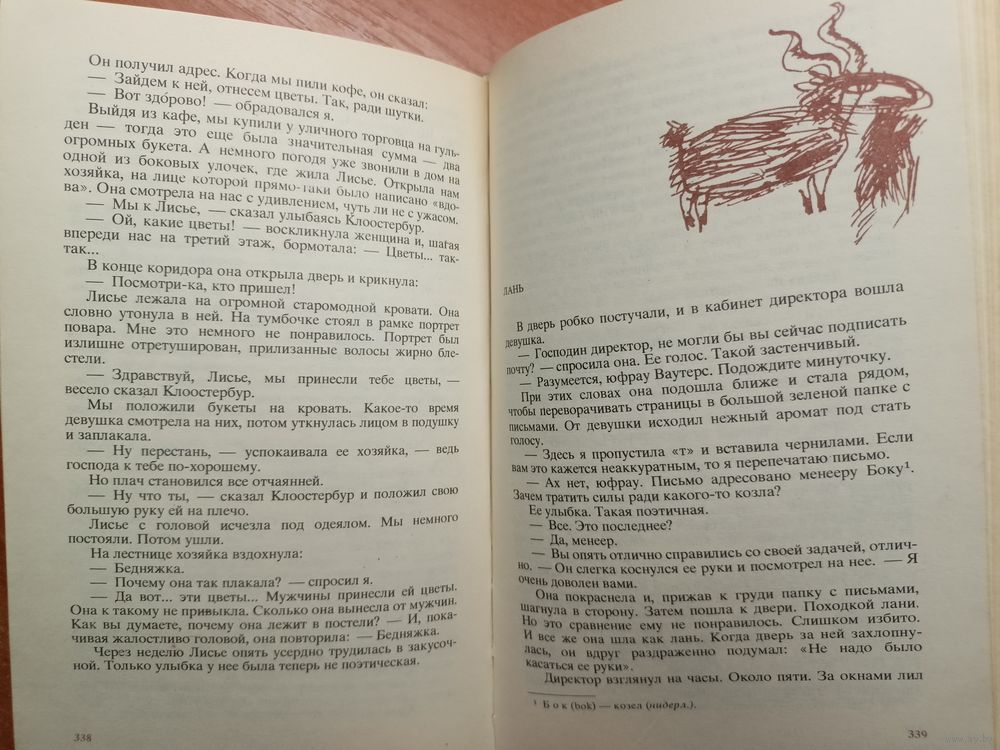 Он получил адрес. Когда мы пили кофе, он сказал:
— Зайдем к ней, отнесем цветы. Так, ради шутки.
— Вот здо́рово! — обрадовался я.
Выйдя из кафе, мы купили у уличного торговца на гуль-
ден — тогда это еще была значительная сумма — два
огромных букета. А немного погодя уже звонили в дом на
одной из боковых улочек, где жила Лисье. Открыла нам
хозяйка, на лице которой прямо-таки было написано «вдо-
ва». Она смотрела на нас с удивлением, чуть ли не с ужасом.
— Мы к Лисье, — сказал улыбаясь Клоостербур.
— Ой, какие цветы! — воскликнула женщина и, шагая
впереди нас на третий этаж, бормотала: — Цветы... так-
так...
В конце коридора она открыла дверь и крикнула:
— Посмотри-ка, кто пришел!
Лисье лежала на огромной старомодной кровати. Она
словно утонула в ней. На тумбочке стоял в рамке портрет
повара. Мне это немного не понравилось. Портрет был
излишне отретуширован, прилизанные волосы жирно бле-
стели.
— Здравствуй, Лисье, мы принесли тебе цветы, —
весело сказал Клоостербур.
Мы положили букеты на кровать. Какое-то время
девушка смотрела на них, потом уткнулась лицом в подушку
и заплакала.
— Ну перестань, — успокаивала ее хозяйка, — ведь
господа к тебе по-хорошему.
Но плач становился все отчаянней.
— Ну что ты, — сказал Клоостербур и положил свою
большую руку ей на плечо.
Лисье с головой исчезла под одеялом. Мы немного
постояли. Потом ушли.
На лестнице хозяйка вздохнула:
— Бедняжка.
— Почему она так плакала? — спросил я.
— Да вот... эти цветы... Мужчины принесли ей цветы.
Она к такому не привыкла. Сколько она вынесла от мужчин.
Как вы думаете, почему она лежит в постели? — И, пока-
чивая жалостливо головой, она повторила: — Бедняжка.
Через неделю Лисье опять усердно трудилась в закусоч-
ной. Только улыбка у нее была теперь не поэтическая.
338
ЛАНЬ
В дверь робко постучали, и в кабинет директора вошла
девушка.
— Господин директор, не могли бы вы сейчас подписать
почту? — спросила она. Ее голос. Такой застенчивый.
— Разумеется, юфрау Ваутерс. Подождите минуточку.
При этих словах она подошла ближе и стала рядом,
чтобы переворачивать страницы в большой зеленой папке с
письмами. От девушки исходил нежный аромат под стать
голосу.
— Здесь я пропустила «т» и вставила чернилами. Если
вам это кажется неаккуратным, то я перепечатаю письмо.
— Ах нет, юфрау. Письмо адресовано менееру Боку¹.
Зачем тратить силы ради какого-то козла?
Ее улыбка. Такая поэтичная.
— Все. Это последнее?
— Да, менеер.
— Вы опять отлично справились со своей задачей, отлич-
но. — Он слегка коснулся ее руки и посмотрел на нее. — Я
очень доволен вами.
Она покраснела и, прижав к груди папку с письмами,
шагнула в сторону. Затем пошла к двери. Походкой лани.
Но это сравнение ему не понравилось. Слишком избито.
И все же она шла как лань. Когда дверь за ней захлопну-
лась, он вдруг раздраженно подумал: «Не надо было
касаться ее руки».
Директор взглянул на часы. Около пяти. За окнами лил
¹ Бок (bok) — козел (нидерл.).
339